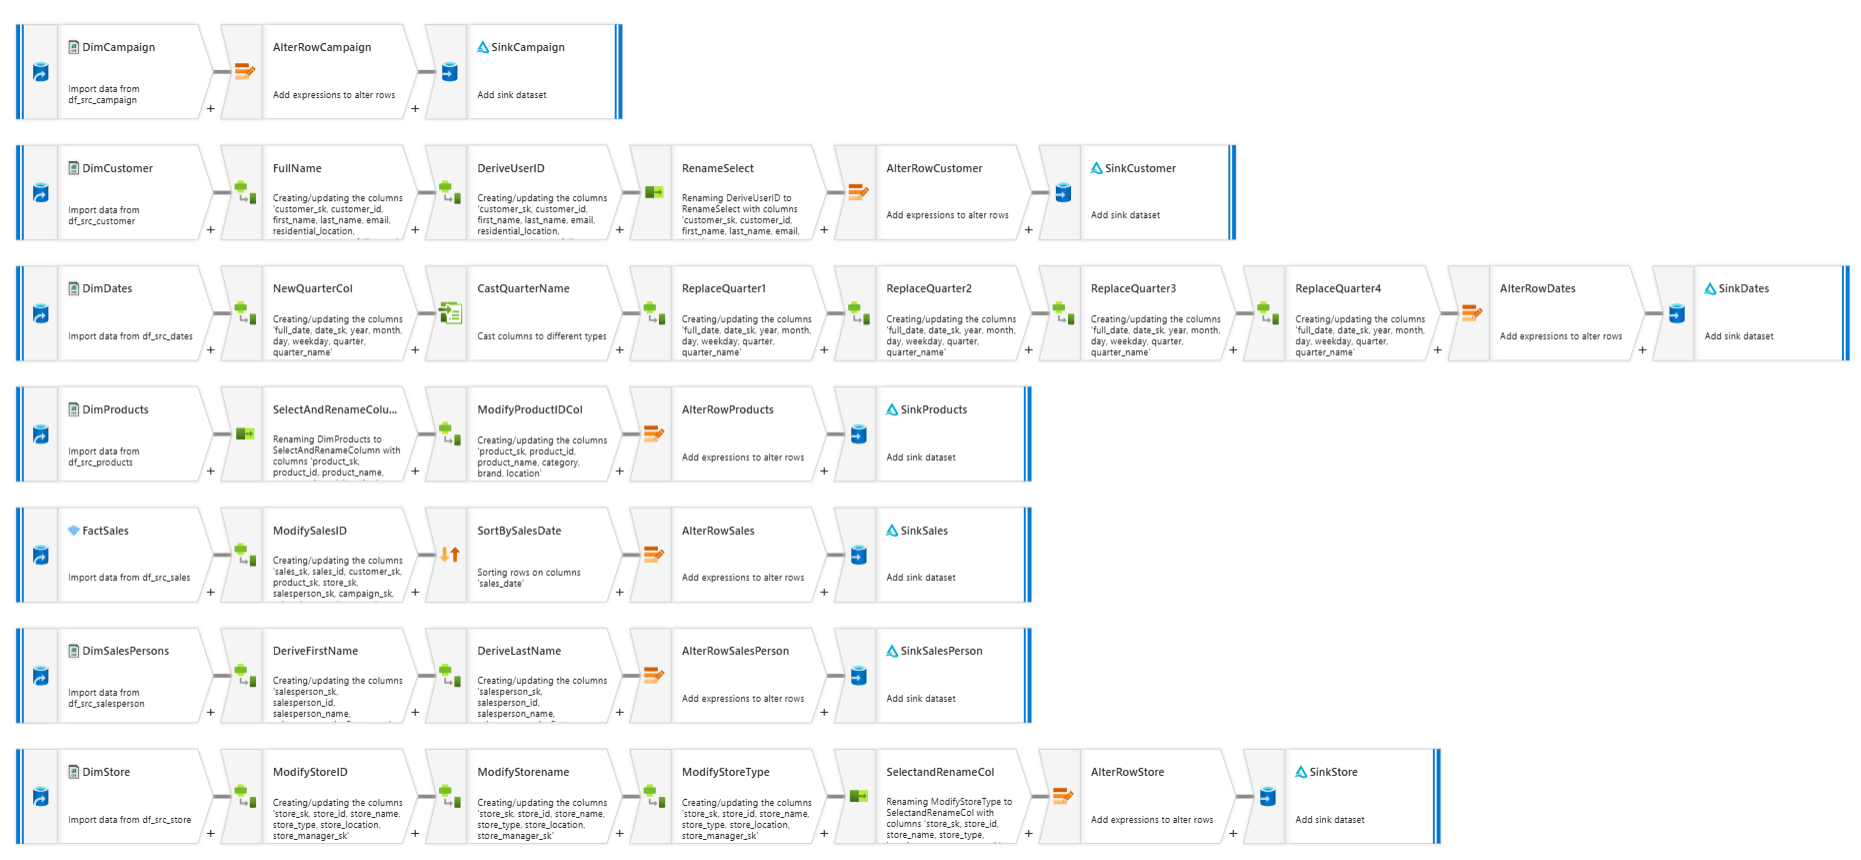 DimCampaign
Import data from
df_src_campaign
+
AlterRowCampaign
Add expressions to alter rows
+
SinkCampaign
Add sink dataset
DimCustomer
Import data from
df_src_customer
+
FullName
Creating/updating the columns
'customer_sk, customer_id,
first_name, last_name, email,
residential_location,
+
DeriveUserID
Creating/updating the columns
'customer_sk, customer_id,
first_name, last_name, email,
residential_location,
+
RenameSelect
Renaming DeriveUserID to
RenameSelect with columns
'customer_sk, customer_id,
first_name, last_name, email,
+
AlterRowCustomer
Add expressions to alter rows
+
SinkCustomer
Add sink dataset
DimDates
Import data from df_src_dates
+
NewQuarterCol
Creating/updating the columns
'full_date, date_sk, year, month,
day, weekday, quarter,
quarter_name'
+
CastQuarterName
Cast columns to different types
+
ReplaceQuarter1
Creating/updating the columns
'full_date, date_sk, year, month,
day, weekday, quarter,
quarter_name'
+
ReplaceQuarter2
Creating/updating the columns
'full_date, date_sk, year, month,
day, weekday, quarter,
quarter_name'
+
ReplaceQuarter3
Creating/updating the columns
'full_date, date_sk, year, month,
day, weekday, quarter,
quarter_name'
+
ReplaceQuarter4
Creating/updating the columns
'full_date, date_sk, year, month,
day, weekday, quarter,
quarter_name'
+
AlterRowDates
Add expressions to alter rows
+
SinkDates
Add sink dataset
DimProducts
Import data from
df_src_products
+
SelectAndRenameColu...
Renaming DimProducts to
SelectAndRenameColumn with
columns 'product_sk,
product_id, product_name,
+
ModifyProductIDCol
Creating/updating the columns
'product_sk, product_id,
product_name, category,
brand, location'
+
AlterRowProducts
Add expressions to alter rows
+
SinkProducts
Add sink dataset
FactSales
Import data from df_src_sales
+
ModifySalesID
Creating/updating the columns
'sales_sk, sales_id, customer_sk,
product_sk, store_sk,
salesperson_sk, campaign_sk,
+
SortBySalesDate
Sorting rows on columns
'sales_date'
+
AlterRowSales
Add expressions to alter rows
+
SinkSales
Add sink dataset
DimSalesPersons
Import data from
df_src_salesperson
+
DeriveFirstName
Creating/updating the columns
'salesperson_sk,
salesperson_id,
salesperson_name,
+
DeriveLastName
Creating/updating the columns
'salesperson_sk,
salesperson_id,
salesperson_name,
+
AlterRowSalesPerson
Add expressions to alter rows
+
SinkSalesPerson
Add sink dataset
DimStore
Import data from df_src_store
+
ModifyStoreID
Creating/updating the columns
'store_sk, store_id, store_name,
store_type, store_location,
store_manager_sk'
+
ModifyStorename
Creating/updating the columns
'store_sk, store_id, store_name,
store_type, store_location,
store_manager_sk'
+
ModifyStoreType
Creating/updating the columns
'store_sk, store_id, store_name,
store_type, store_location,
store_manager_sk'
+
SelectandRenameCol
Renaming ModifyStoreType to
SelectandRenameCol with
columns 'store_sk, store_id,
store_name, store_type,
+
AlterRowStore
Add expressions to alter rows
+
SinkStore
Add sink dataset